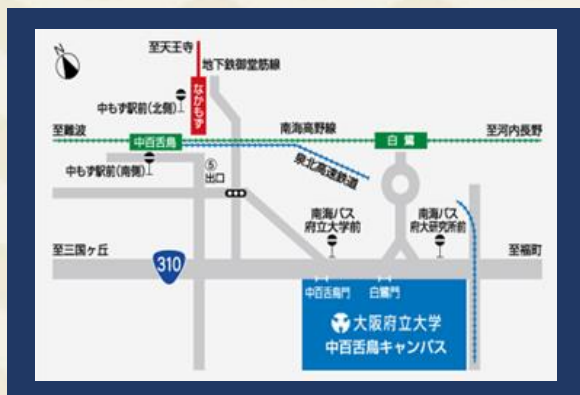 N
至天王寺
地下鉄御堂筋線
なかもず
中もず駅前(北側)
至難波
中百舌鳥
南海高野線
白鷺
至河内長野
泉北高速鉄道
中もず駅前(南側)
⑤
出口
南海バス
府立大学前
南海バス
府大研究所前
至三国ヶ丘
310
至福町
中百舌鳥門
白鷺門
大阪府立大学
中百舌鳥キャンパス